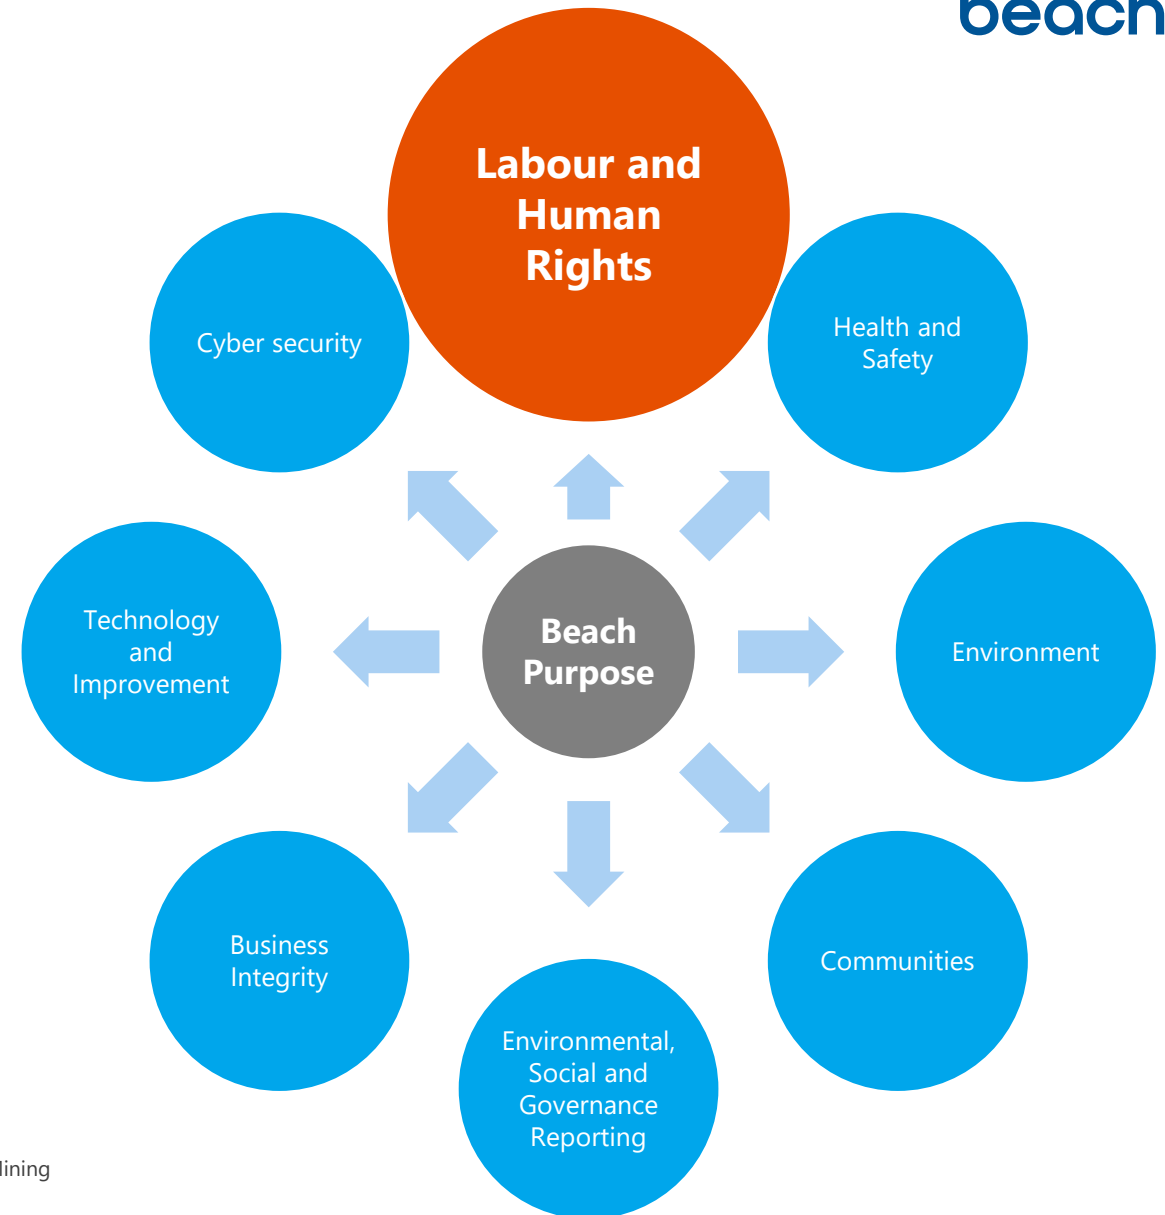 beach
Labour and
Human
Rights
Cyber security
Health and
Safety
Technology
and
Improvement
Beach
Purpose
Environment
Business
Integrity
Communities
Environmental,
Social and
Governance
Reporting